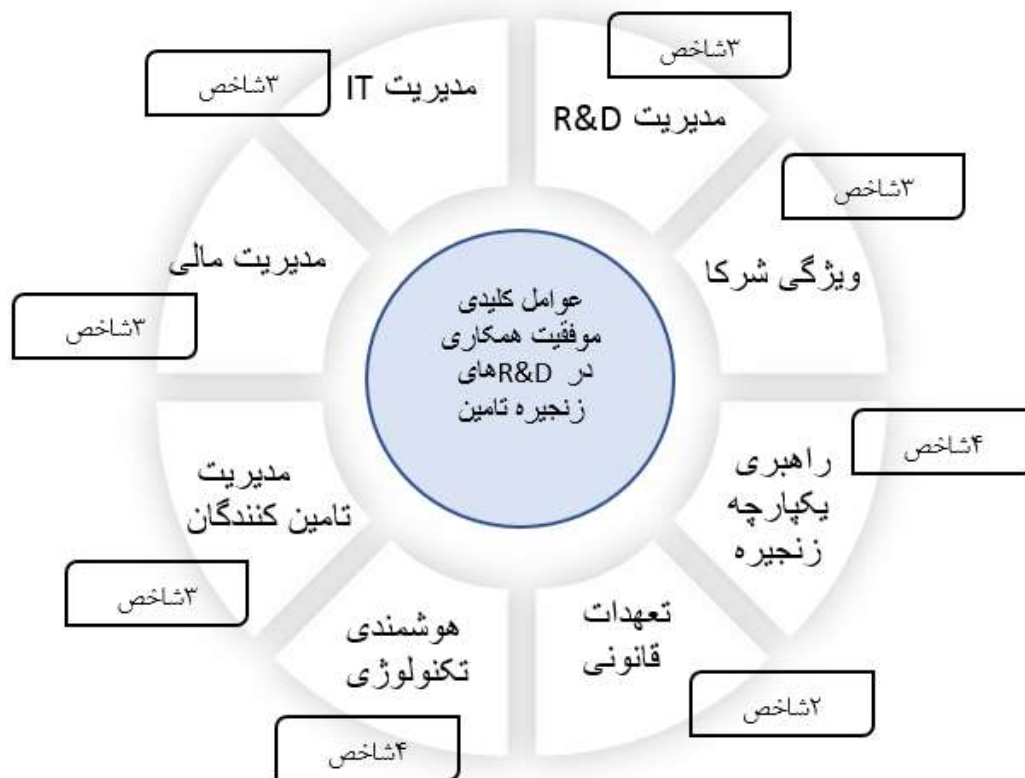 عوامل کلیدی
موفقیت همکاری
در R&Dهای
زنجیره تامین
مدیریت R&D
۳شاخص
ویژگی شرکا
۳شاخص
راهبری
یکپارچه
زنجیره
۴شاخص
تعهدات
قانونی
۲شاخص
هوشمندی
تکنولوژی
۴شاخص
مدیریت
تامین کنندگان
۳شاخص
مدیریت مالی
۳شاخص
مدیریت IT
۳شاخص